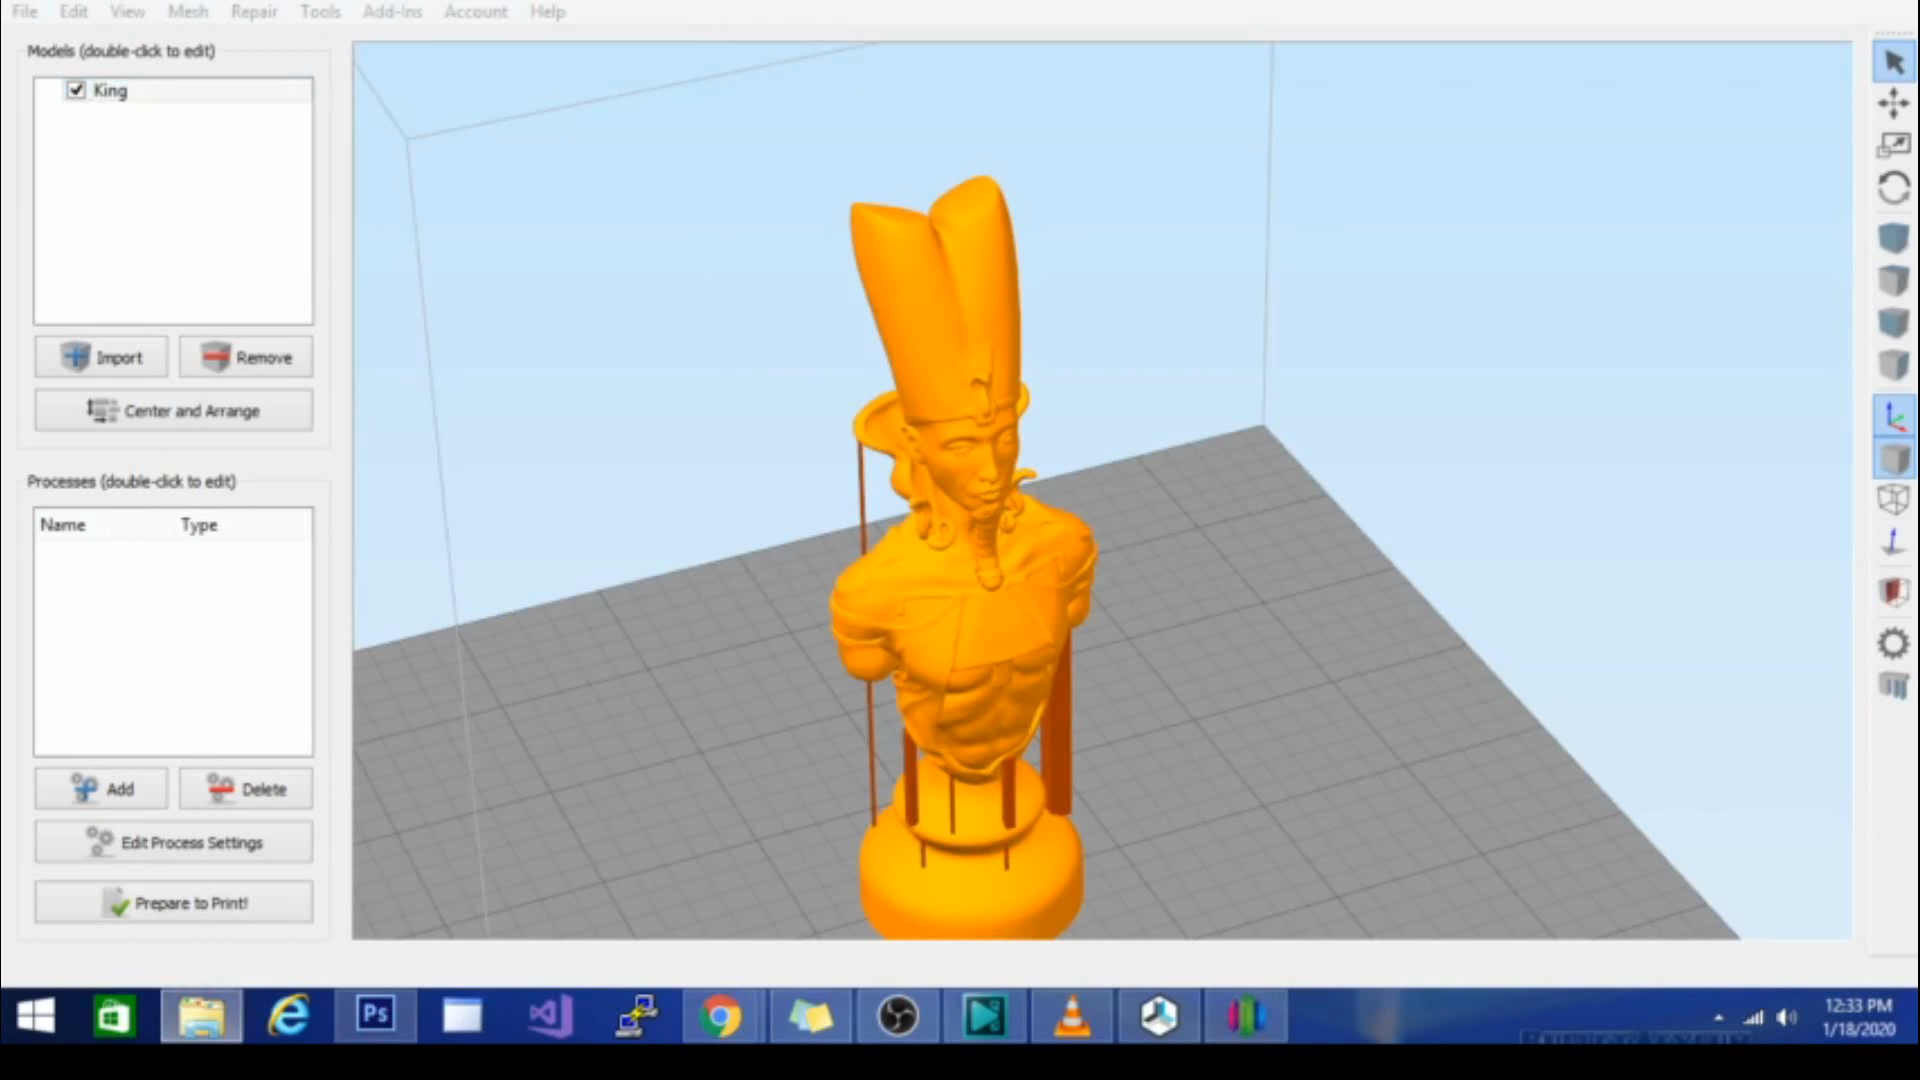 File Edit View Mesh Repair Tools Add-Ins Account Help
Models (double-click to edit)
King
Import Remove
Center and Arrange
Processes (double-click to edit)
Name Type
Add Delete
Edit Process Settings
Prepare to Print!
Ps
12:33 PM
1/18/2020